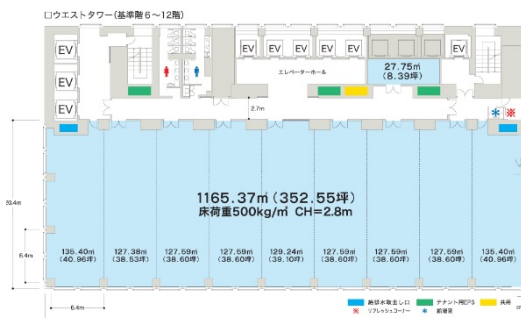 □ウエストタワー(基準階6〜12階)
EV
EV
EV
EV
EV
EV
EV
EV
EV
エレベーターホール
27.75㎡
(8.39坪)
2.7m
1165.37㎡(352.55坪)
床荷重500kg/㎡ CH=2.8m
20.4m
6.4m
135.40㎡
(40.96坪)
127.38㎡
(38.53坪)
127.59㎡
(38.60坪)
127.59㎡
(38.60坪)
129.24㎡
(39.10坪)
127.59㎡
(38.60坪)
127.59㎡
(38.60坪)
127.59㎡
(38.60坪)
135.40㎡
(40.96坪)
6.4m
給排水取出し口 テナント用EPS 共用
※ リフレッシュコーナー * 給湯室